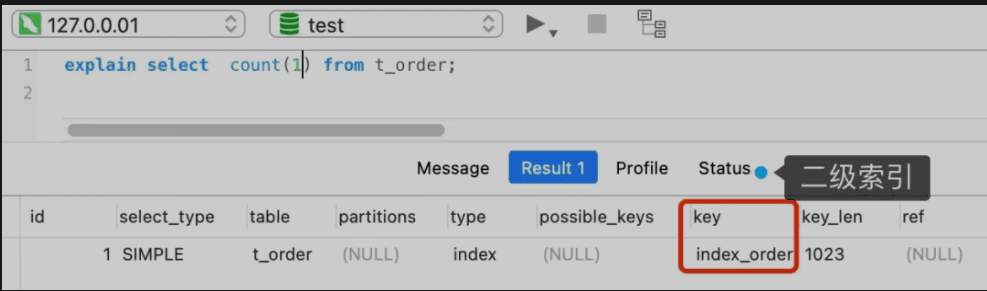 127.0.0.01 test
1 explain select count(1) from t_order;
2
Message Result 1 Profile Status 二级索引
id select_type table partitions type possible_keys key key_len ref
1 SIMPLE t_order (NULL) index (NULL) index_order 1023 (NULL)